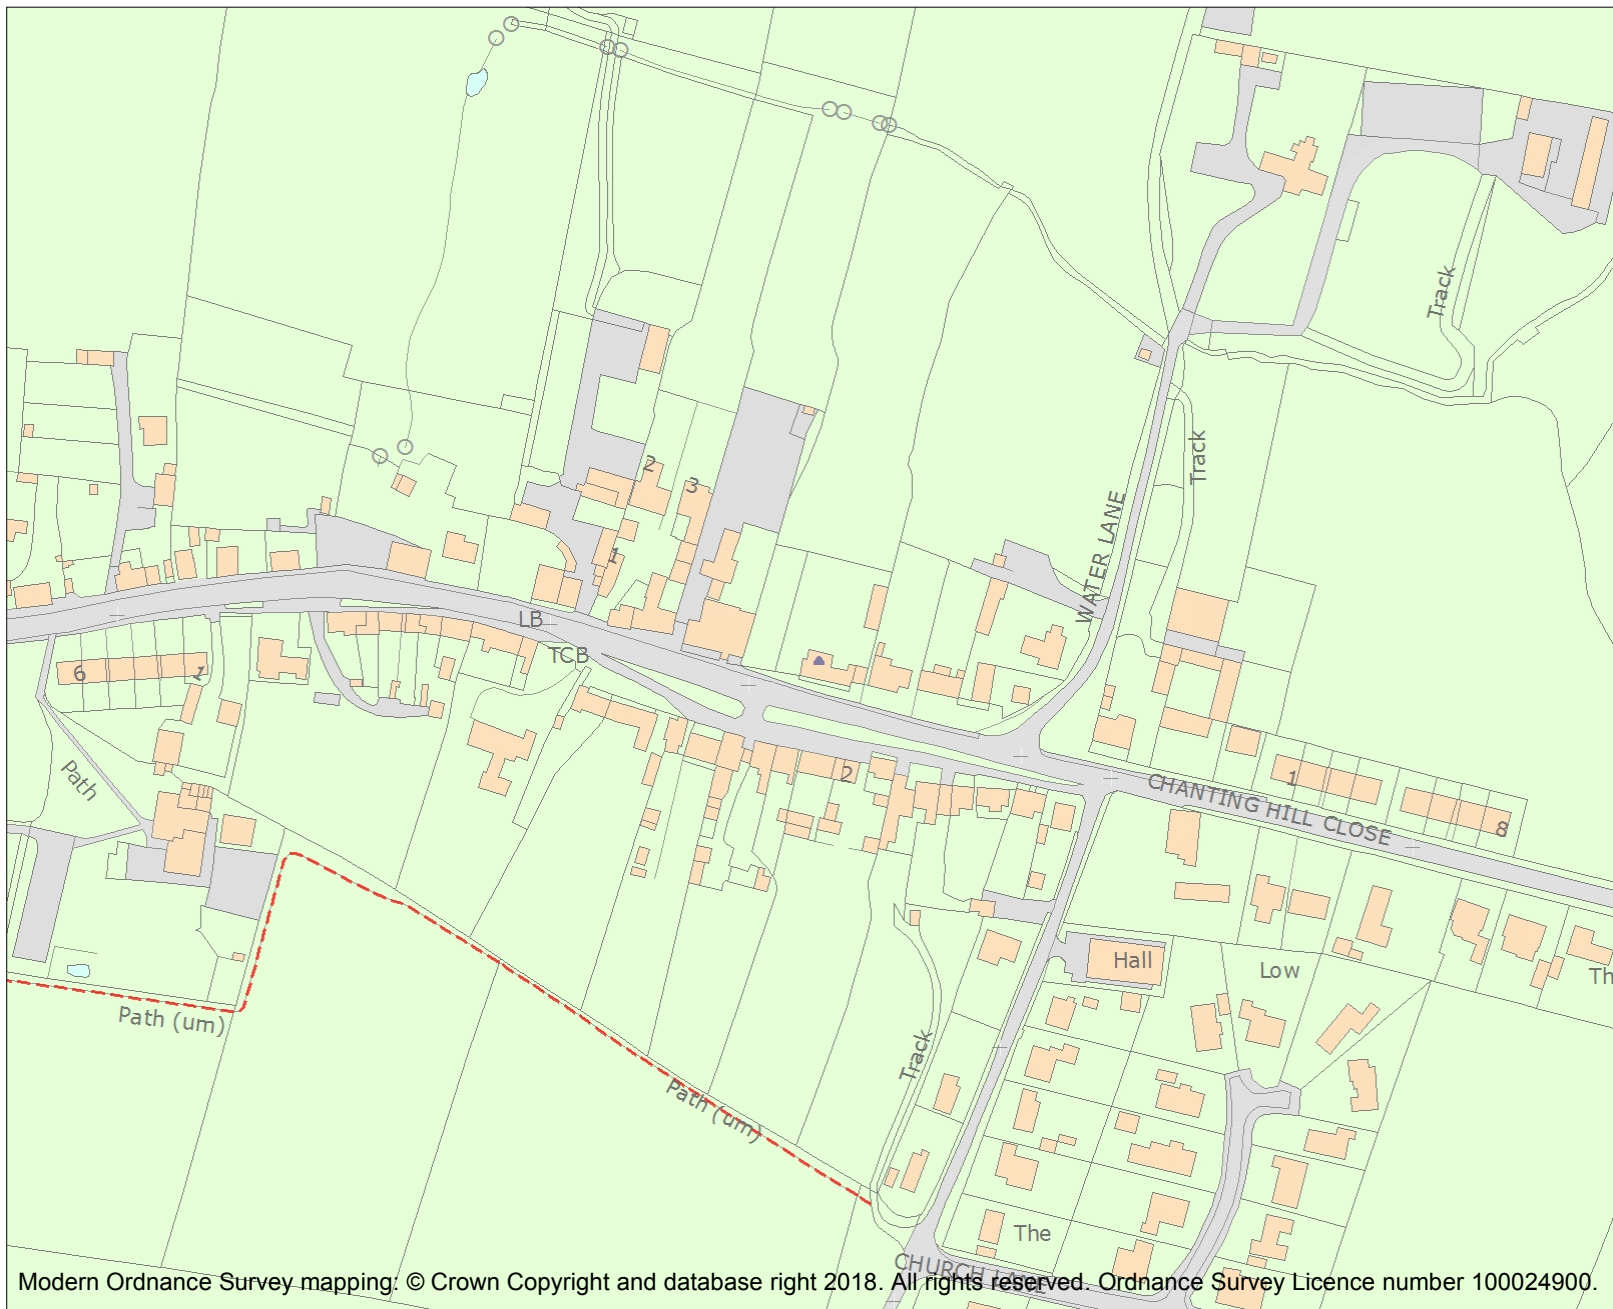 Track
Track
WATER LANE
2
3
1
LB
TCB
6
1
Path
2
1
8
CHANTING HILL CLOSE
Hall
Low
Th
Path (um)
Track
Path (um)
The
CHURCH LANE
Modern Ordnance Survey mapping: © Crown Copyright and database right 2018. All rights reserved. Ordnance Survey Licence number 100024900.